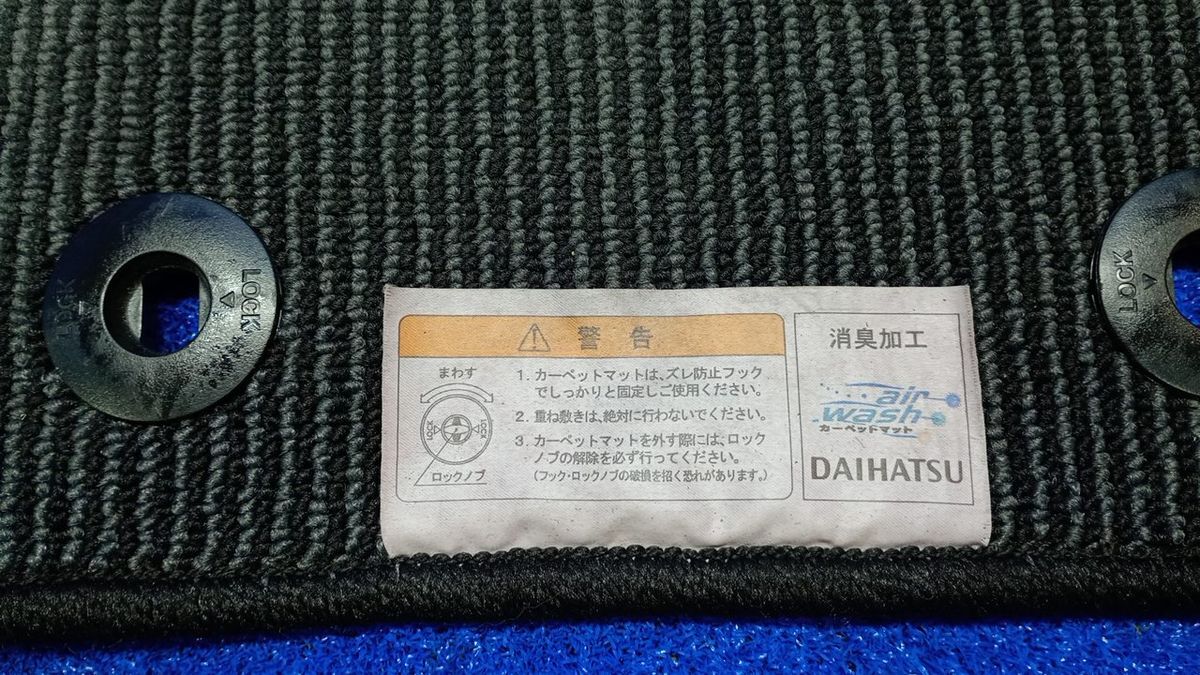 LOCK
LOCK
LOCK
警告
まわす
LOCK
LOCK
ロックノブ
1. カーペットマットは、ズレ防止フック
でしっかりと固定しご使用ください。
2. 重ね敷きは、絶対に行わないでください。
3. カーペットマットを外す際には、ロック
ノブの解除を必ず行ってください。
(フック・ロックノブの破損を招く恐れがあります。)
消臭加工
air
wash
カーペットマット
DAIHATSU